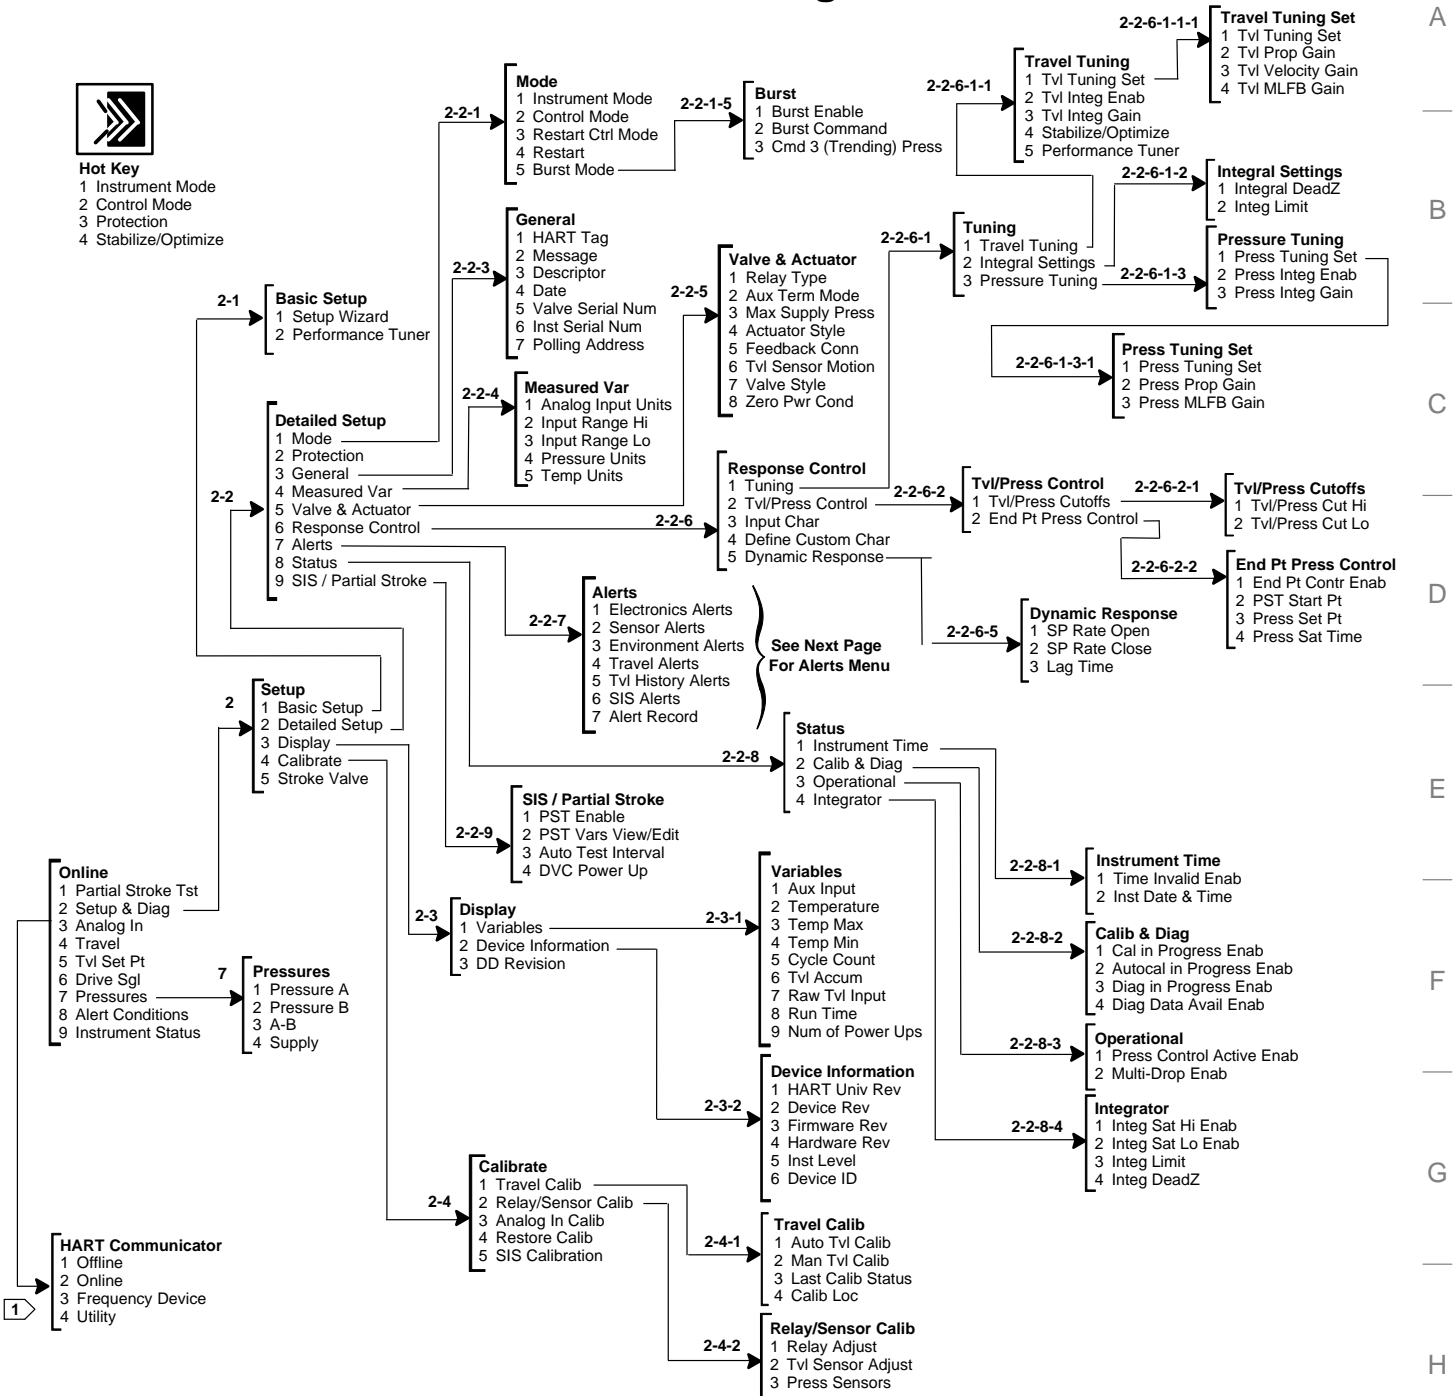 Hot Key
1 Instrument Mode
2 Control Mode
3 Protection
4 Stabilize/Optimize
2-1
Basic Setup
1 Setup Wizard
2 Performance Tuner
2-2
Detailed Setup
1 Mode
2 Protection
3 General
4 Measured Var
5 Valve & Actuator
6 Response Control
7 Alerts
8 Status
9 SIS / Partial Stroke
2
Setup
1 Basic Setup
2 Detailed Setup
3 Display
4 Calibrate
5 Stroke Valve
Online
1 Partial Stroke Tst
2 Setup & Diag
3 Analog In
4 Travel
5 Tvl Set Pt
6 Drive Sgl
7 Pressures
8 Alert Conditions
9 Instrument Status
7
Pressures
1 Pressure A
2 Pressure B
3 A-B
4 Supply
HART Communicator
1 Offline
2 Online
3 Frequency Device
4 Utility
1
2-2-1
Mode
1 Instrument Mode
2 Control Mode
3 Restart Ctrl Mode
4 Restart
5 Burst Mode
2-2-1-5
Burst
1 Burst Enable
2 Burst Command
3 Cmd 3 (Trending) Press
2-2-3
General
1 HART Tag
2 Message
3 Descriptor
4 Date
5 Valve Serial Num
6 Inst Serial Num
7 Polling Address
2-2-4
Measured Var
1 Analog Input Units
2 Input Range Hi
3 Input Range Lo
4 Pressure Units
5 Temp Units
2-2-5
Valve & Actuator
1 Relay Type
2 Aux Term Mode
3 Max Supply Press
4 Actuator Style
5 Feedback Conn
6 Tvl Sensor Motion
7 Valve Style
8 Zero Pwr Cond
2-2-6
Response Control
1 Tuning
2 Tvl/Press Control
3 Input Char
4 Define Custom Char
5 Dynamic Response
2-2-6-1
Tuning
1 Travel Tuning
2 Integral Settings
3 Pressure Tuning
2-2-6-1-1
Travel Tuning
1 Tvl Tuning Set
2 Tvl Integ Enab
3 Tvl Integ Gain
4 Stabilize/Optimize
5 Performance Tuner
2-2-6-1-1-1
Travel Tuning Set
1 Tvl Tuning Set
2 Tvl Prop Gain
3 Tvl Velocity Gain
4 Tvl MLFB Gain
2-2-6-1-2
Integral Settings
1 Integral DeadZ
2 Integ Limit
2-2-6-1-3
Pressure Tuning
1 Press Tuning Set
2 Press Integ Enab
3 Press Integ Gain
2-2-6-1-3-1
Press Tuning Set
1 Press Tuning Set
2 Press Prop Gain
3 Press MLFB Gain
2-2-6-2
Tvl/Press Control
1 Tvl/Press Cutoffs
2 End Pt Press Control
2-2-6-2-1
Tvl/Press Cutoffs
1 Tvl/Press Cut Hi
2 Tvl/Press Cut Lo
2-2-6-2-2
End Pt Press Control
1 End Pt Contr Enab
2 PST Start Pt
3 Press Set Pt
4 Press Sat Time
2-2-6-5
Dynamic Response
1 SP Rate Open
2 SP Rate Close
3 Lag Time
2-2-7
Alerts
1 Electronics Alerts
2 Sensor Alerts
3 Environment Alerts
4 Travel Alerts
5 Tvl History Alerts
6 SIS Alerts
7 Alert Record
See Next Page
For Alerts Menu
2-2-8
Status
1 Instrument Time
2 Calib & Diag
3 Operational
4 Integrator
2-2-9
SIS / Partial Stroke
1 PST Enable
2 PST Vars View/Edit
3 Auto Test Interval
4 DVC Power Up
2-2-8-1
Instrument Time
1 Time Invalid Enab
2 Inst Date & Time
2-2-8-2
Calib & Diag
1 Cal in Progress Enab
2 Autocal in Progress Enab
3 Diag in Progress Enab
4 Diag Data Avail Enab
2-2-8-3
Operational
1 Press Control Active Enab
2 Multi-Drop Enab
2-2-8-4
Integrator
1 Integ Sat Hi Enab
2 Integ Sat Lo Enab
3 Integ Limit
4 Integ DeadZ
2-3
Display
1 Variables
2 Device Information
3 DD Revision
2-3-1
Variables
1 Aux Input
2 Temperature
3 Temp Max
4 Temp Min
5 Cycle Count
6 Tvl Accum
7 Raw Tvl Input
8 Run Time
9 Num of Power Ups
2-3-2
Device Information
1 HART Univ Rev
2 Device Rev
3 Firmware Rev
4 Hardware Rev
5 Inst Level
6 Device ID
2-4
Calibrate
1 Travel Calib
2 Relay/Sensor Calib
3 Analog In Calib
4 Restore Calib
5 SIS Calibration
2-4-1
Travel Calib
1 Auto Tvl Calib
2 Man Tvl Calib
3 Last Calib Status
4 Calib Loc
2-4-2
Relay/Sensor Calib
1 Relay Adjust
2 Tvl Sensor Adjust
3 Press Sensors
A
B
C
D
E
F
G
H